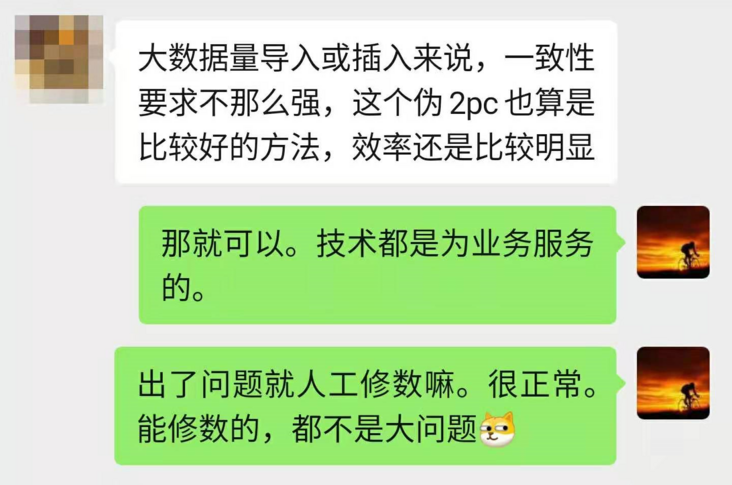 大数据量导入或插入来说，一致性
要求不那么强，这个伪2pc也算是
比较好的方法，效率还是比较明显
那就可以。技术都是为业务服务
的。
出了问题就人工修数嘛。很正常。
能修数的，都不是大问题